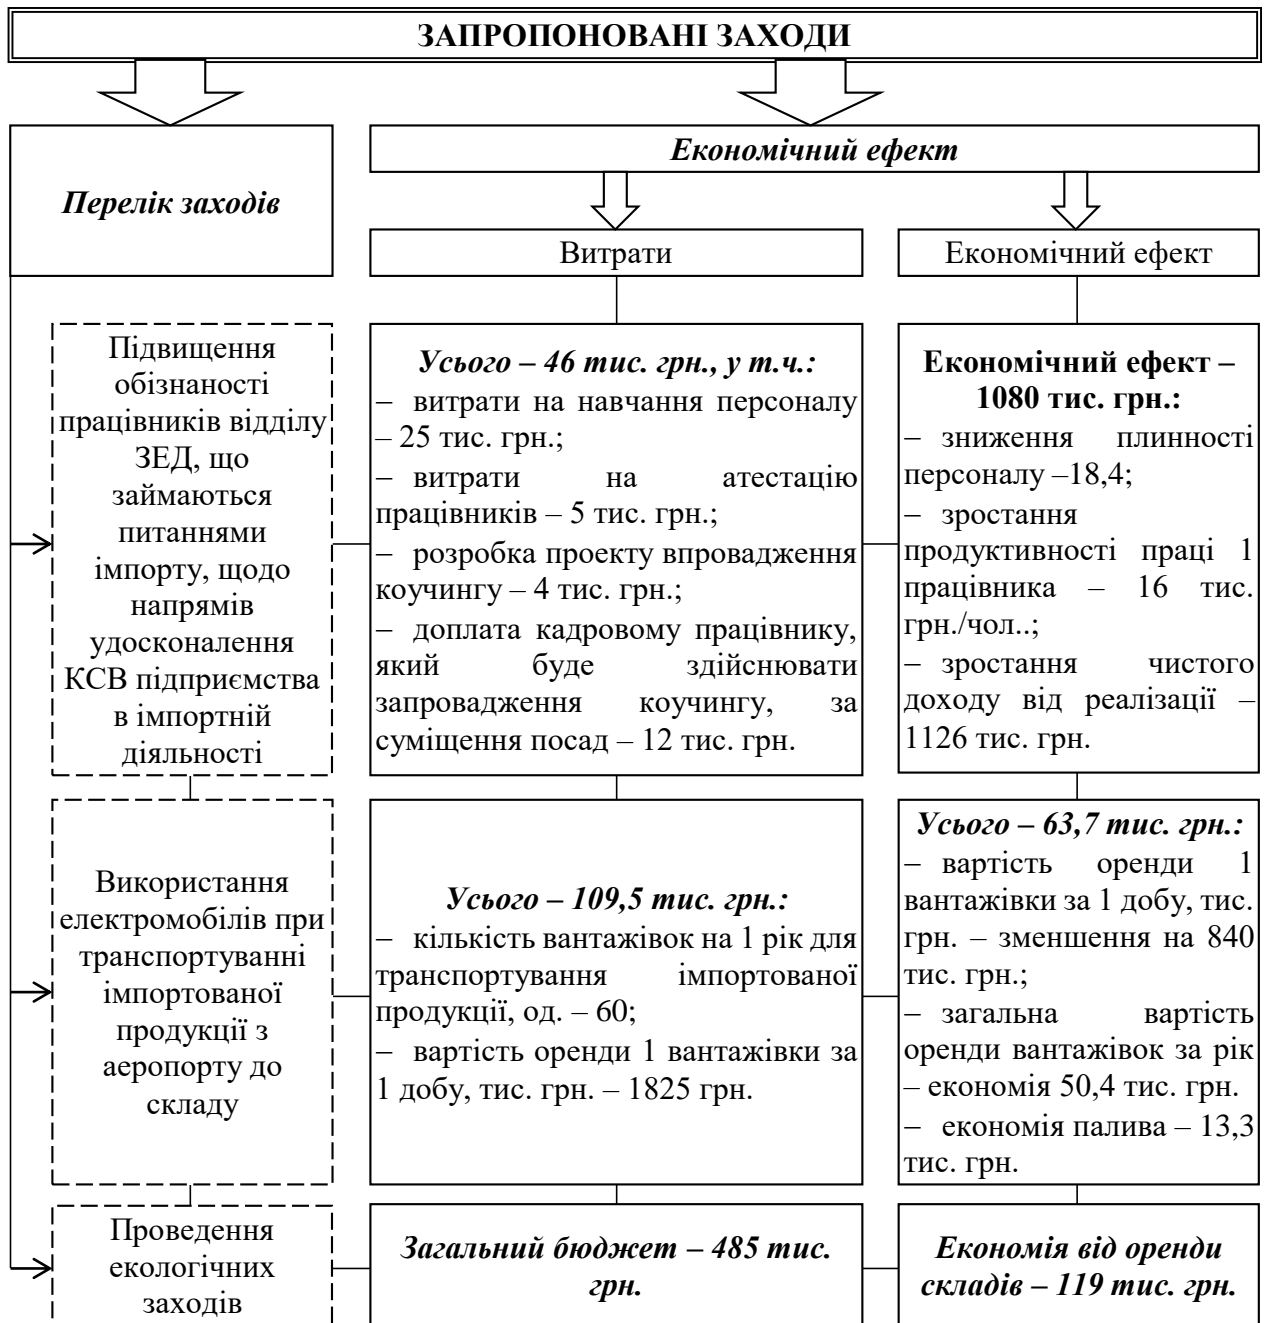 ЗАПРОПОНОВАНІ ЗАХОДИ
Перелік заходів
Економічний ефект
Витрати
Економічний ефект
Підвищення
обізнаності
працівників відділу
ЗЕД, що
займаються
питаннями
імпорту, щодо
напрямів
удосконалення
КСВ підприємства
в імпортній
діяльності
Усього – 46 тис. грн., у т.ч.:
– витрати на навчання персоналу
– 25 тис. грн.;
– витрати на атестацію
працівників – 5 тис. грн.;
– розробка проекту впровадження
коучингу – 4 тис. грн.;
– доплата кадровому працівнику,
який буде здійснювати
запровадження коучингу, за
суміщення посад – 12 тис. грн.
Економічний ефект –
1080 тис. грн.:
– зниження плинності
персоналу –18,4;
– зростання
продуктивності праці 1
працівника – 16 тис.
грн./чол..;
– зростання чистого
доходу від реалізації –
1126 тис. грн.
Використання
електромобілів при
транспортуванні
імпортованої
продукції з
аеропорту до
складу
Усього – 109,5 тис. грн.:
– кількість вантажівок на 1 рік для
транспортування імпортованої
продукції, од. – 60;
– вартість оренди 1 вантажівки за
1 добу, тис. грн. – 1825 грн.
Усього – 63,7 тис. грн.:
– вартість оренди 1
вантажівки за 1 добу, тис.
грн. – зменшення на 840
тис. грн.;
– загальна вартість
оренди вантажівок за рік
– економія 50,4 тис. грн.
– економія палива – 13,3
тис. грн.
Проведення
екологічних
заходів
Загальний бюджет – 485 тис.
грн.
Економія від оренди
складів – 119 тис. грн.